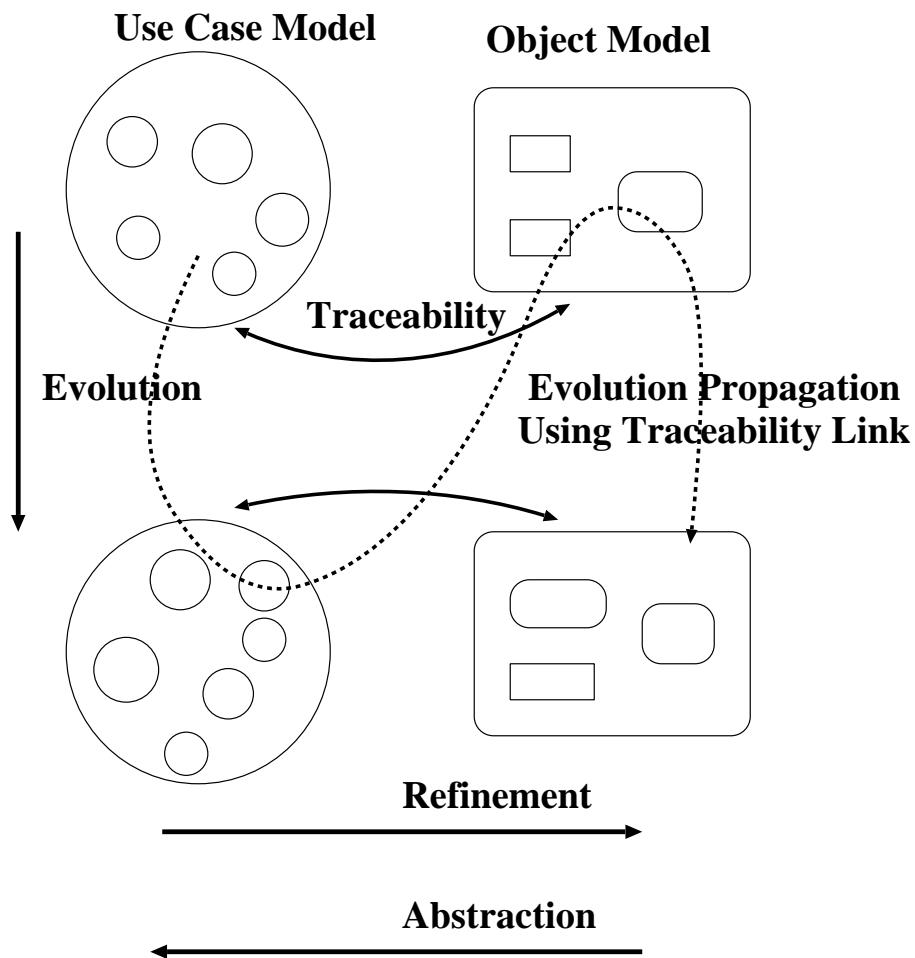 Use Case Model
Object Model
Traceability
Evolution
Evolution Propagation
Using Traceability Link
Refinement
Abstraction